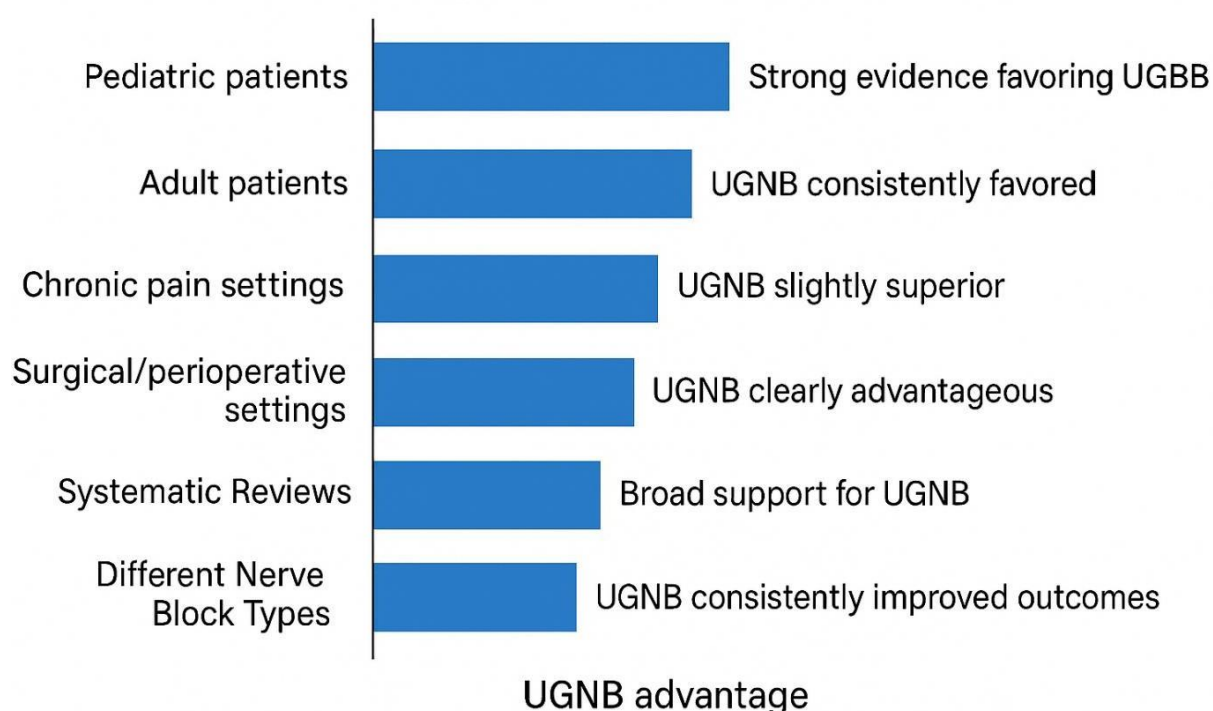 Pediatric patients
Strong evidence favoring UGBB
Adult patients
UGNB consistently favored
Chronic pain settings
UGNB slightly superior
Surgical/perioperative
settings
UGNB clearly advantageous
Systematic Reviews
Broad support for UGNB
Different Nerve
Block Types
UGNB consistently improved outcomes
UGNB advantage